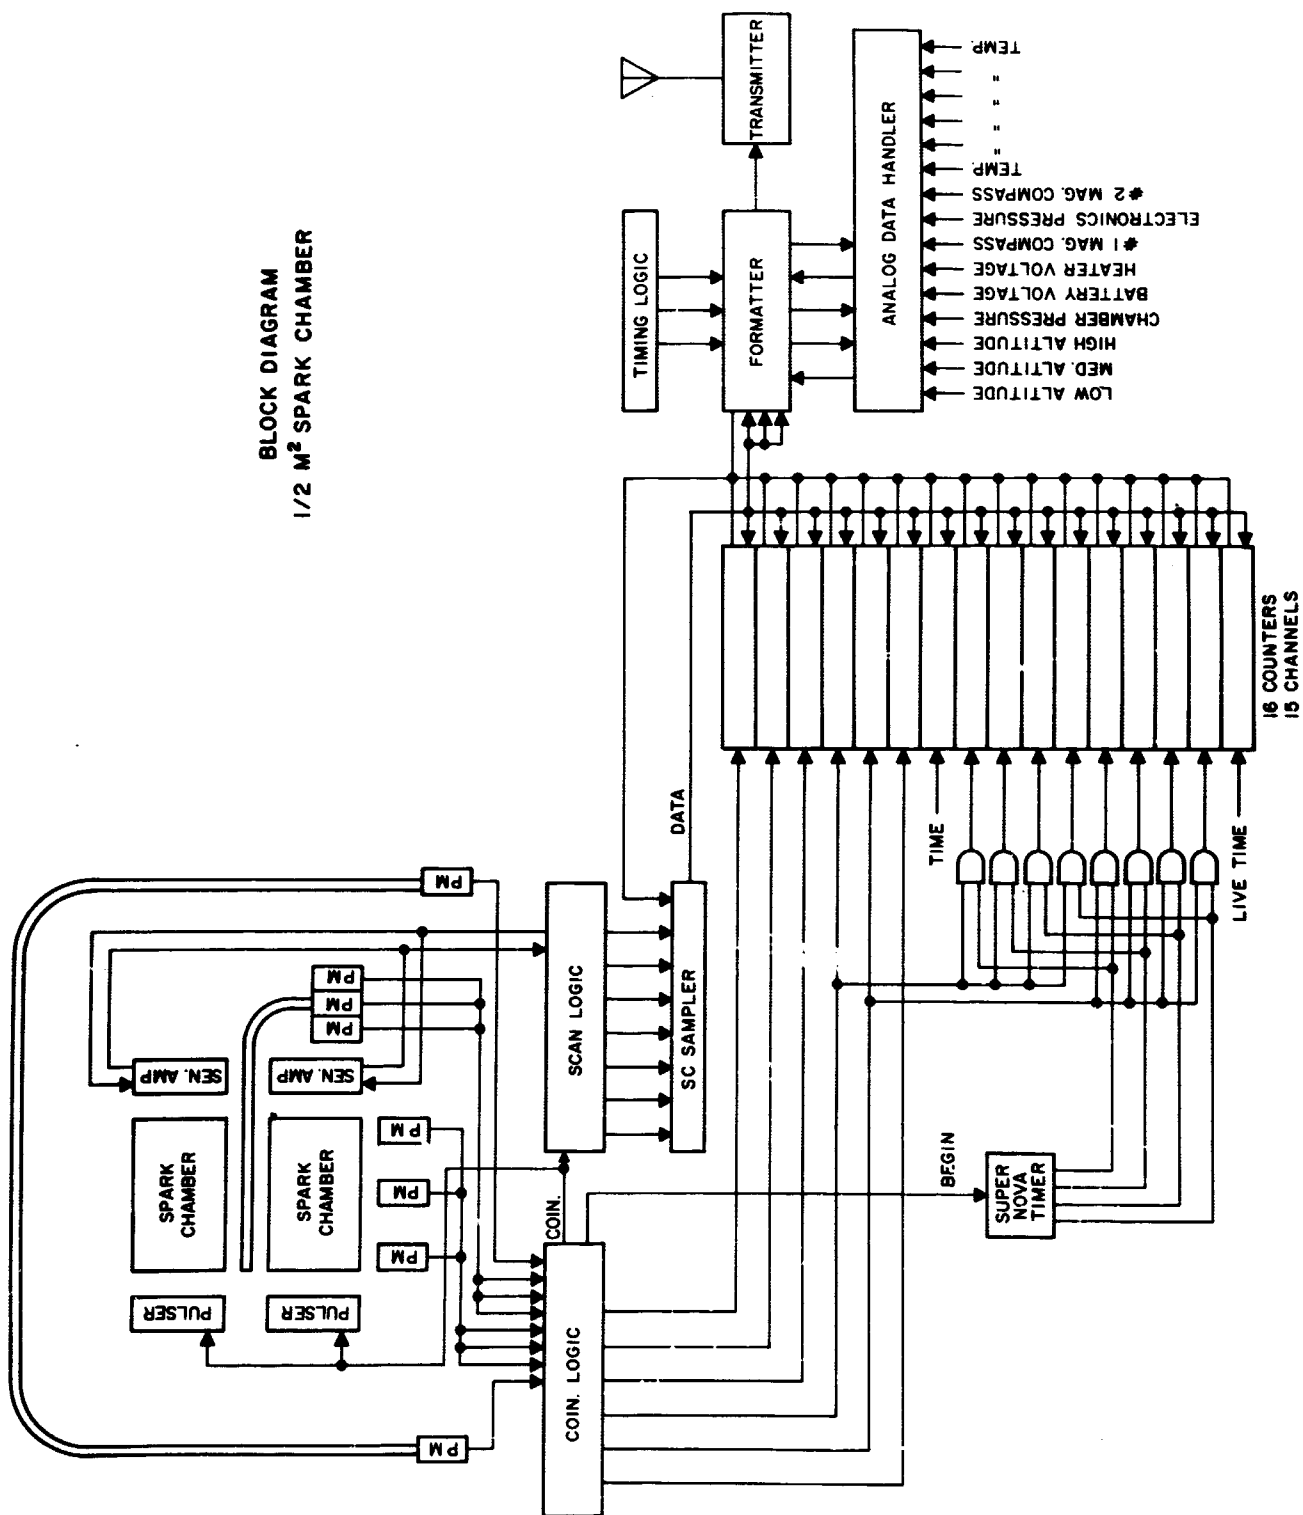 BLOCK DIAGRAM
1/2 M² SPARK CHAMBER
PM
PM
PULSER
PULSER
SPARK
CHAMBER
SPARK
CHAMBER
SEN. AMP
SEN. AMP
PM
PM
PM
PM
PM
PM
COIN. LOGIC
COIN.
SCAN LOGIC
SC SAMPLER
DATA
BEGIN
SUPER
NOVA
TIMER
TIME
LIVE TIME
16 COUNTERS
15 CHANNELS
TIMING LOGIC
FORMATTER
TRANSMITTER
ANALOG DATA HANDLER
LOW ALTITUDE
MED. ALTITUDE
HIGH ALTITUDE
CHAMBER PRESSURE
BATTERY VOLTAGE
HEATER VOLTAGE
#1 MAG. COMPASS
ELECTRONICS PRESSURE
#2 MAG. COMPASS
TEMP.
"
"
"
"
TEMP.